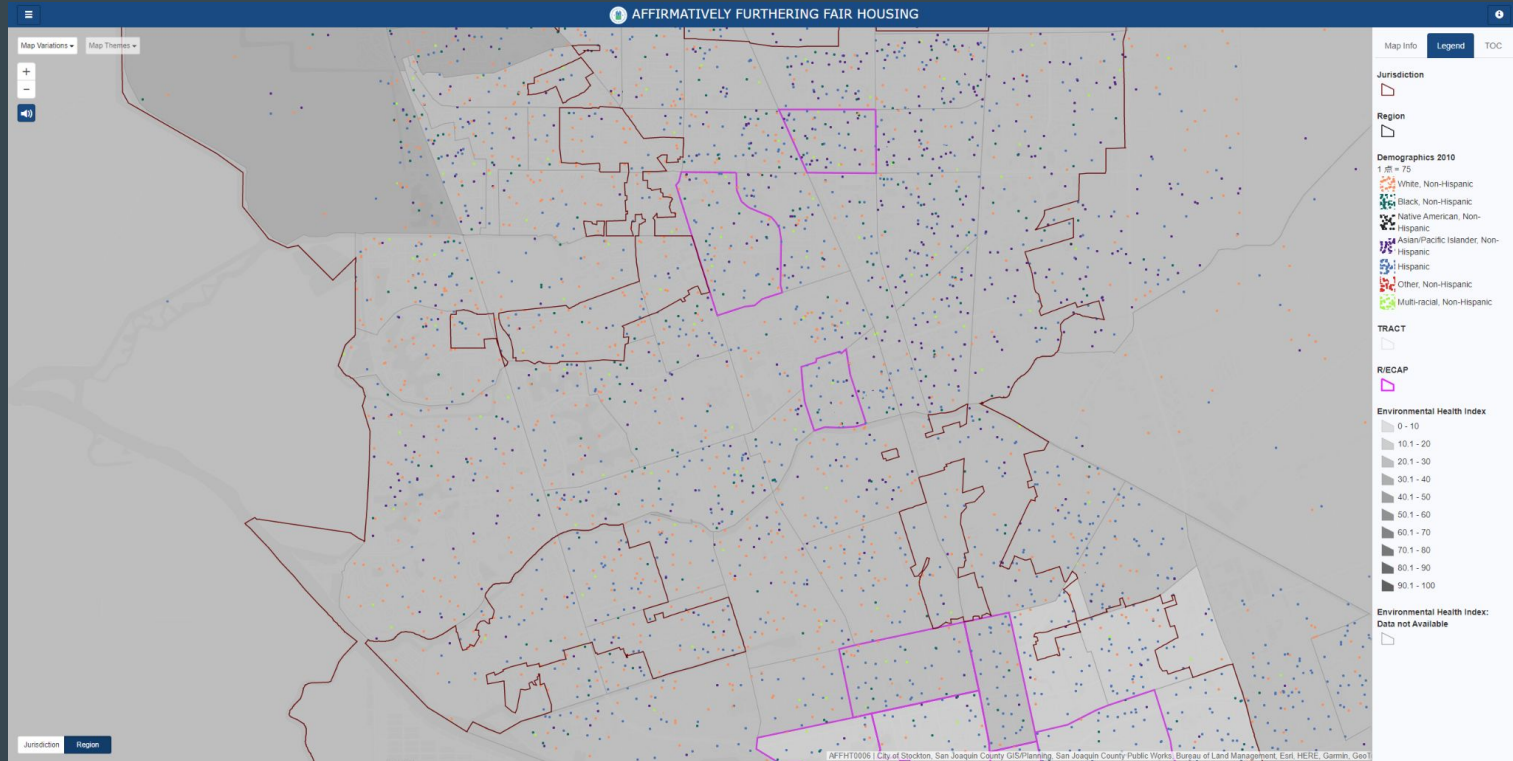 AFFIRMATIVELY FURTHERING FAIR HOUSING
Map Variations
Map Themes
+
−
Map Info
Legend
TOC
Jurisdiction
Region
Demographics 2010
1 点 = 75
White, Non-Hispanic
Black, Non-Hispanic
Native American, Non-
Hispanic
Asian/Pacific Islander, Non-
Hispanic
Hispanic
Other, Non-Hispanic
Multi-racial, Non-Hispanic
TRACT
R/ECAP
Environmental Health Index
0 - 10
10.1 - 20
20.1 - 30
30.1 - 40
40.1 - 50
50.1 - 60
60.1 - 70
70.1 - 80
80.1 - 90
90.1 - 100
Environmental Health Index:
Data not Available
Jurisdiction
Region
AFFHT0006 | City of Stockton, San Joaquin County GIS/Planning, San Joaquin County Public Works, Bureau of Land Management, Esri, HERE, Garmin, GeoT